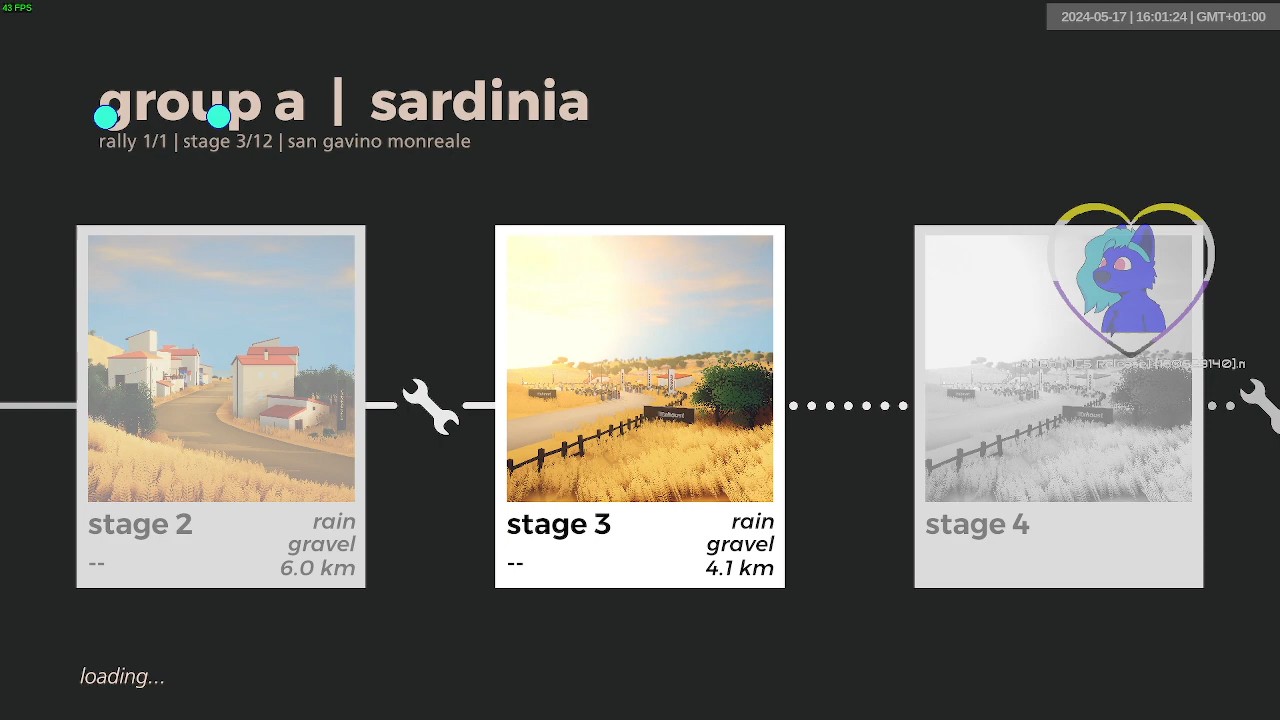 43 FPS
2024-05-17 | 16:01:24 | GMT+01:00
group a | sardinia
rally 1/1 | stage 3/12 | san gavino monreale
stage 2
rain
gravel
--
6.0 km
stage 3
rain
gravel
--
4.1 km
stage 4
loading...